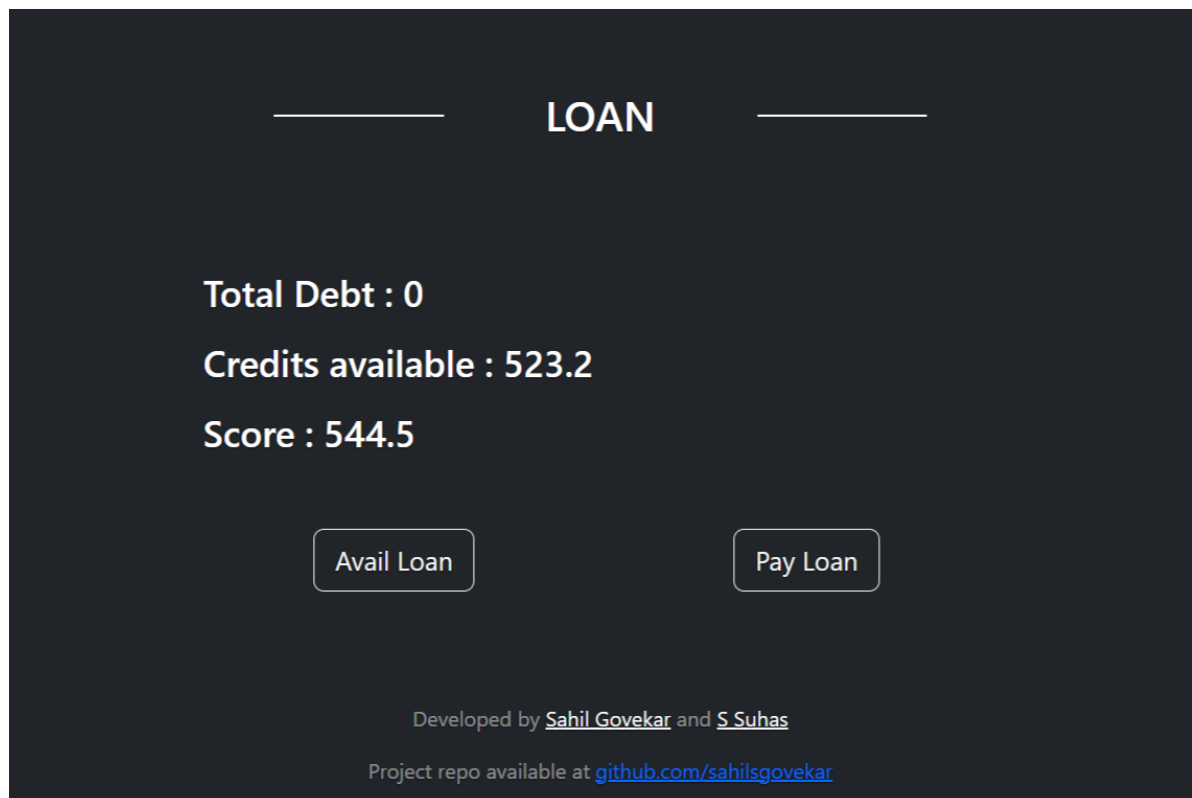 LOAN
Total Debt : 0
Credits available : 523.2
Score : 544.5
Avail Loan
Pay Loan
Developed by Sahil Govekar and S Suhas
Project repo available at github.com/sahilsgovekar